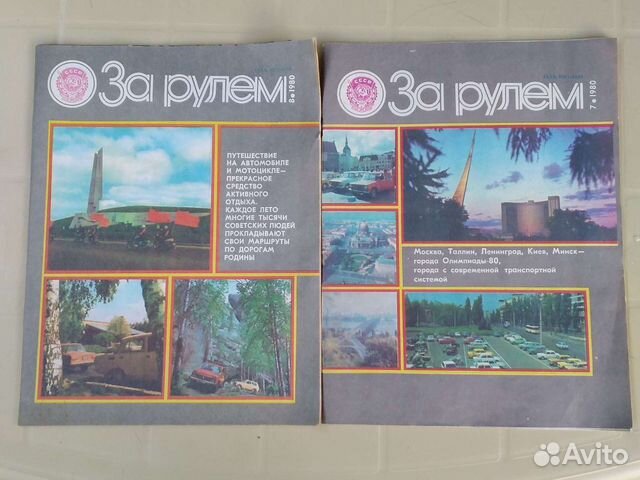 СССР
За рулем
8•1980
ПУТЕШЕСТВИЕ
НА АВТОМОБИЛЕ
И МОТОЦИКЛЕ—
ПРЕКРАСНОЕ
СРЕДСТВО
АКТИВНОГО
ОТДЫХА.
КАЖДОЕ ЛЕТО
МНОГИЕ ТЫСЯЧИ
СОВЕТСКИХ ЛЮДЕЙ
ПРОКЛАДЫВАЮТ
СВОИ МАРШРУТЫ
ПО ДОРОГАМ
РОДИНЫ
СССР
За рулем
7•1980
Москва, Таллин, Ленинград, Киев, Минск—
города Олимпиады-80,
города с современной транспортной
системой
Avito